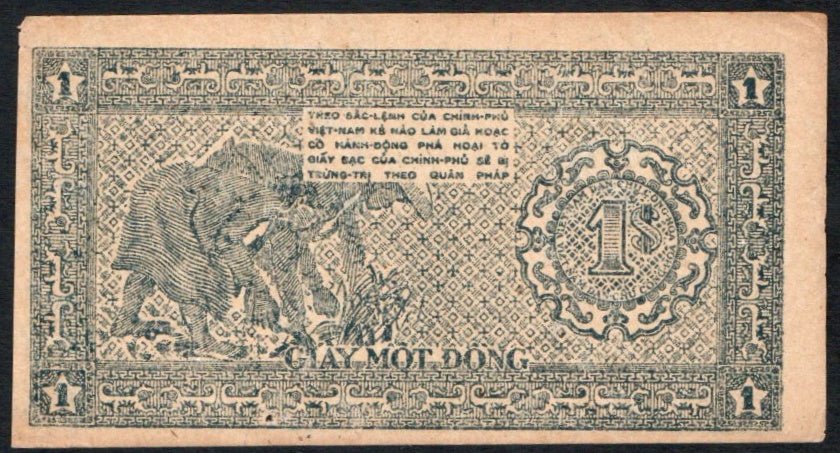 1
1
THEO SẮC-LỆNH CỦA CHÍNH-PHỦ
VIỆT-NAM KẺ NÀO LÀM GIẢ HOẶC
CÓ HÀNH-ĐỘNG PHÁ HOẠI TỜ
GIẤY BẠC CỦA CHÍNH-PHỦ SẼ BỊ
TRỪNG-TRỊ THEO QUÂN PHÁP
1$
GIẤY MỘT ĐỒNG
1
1